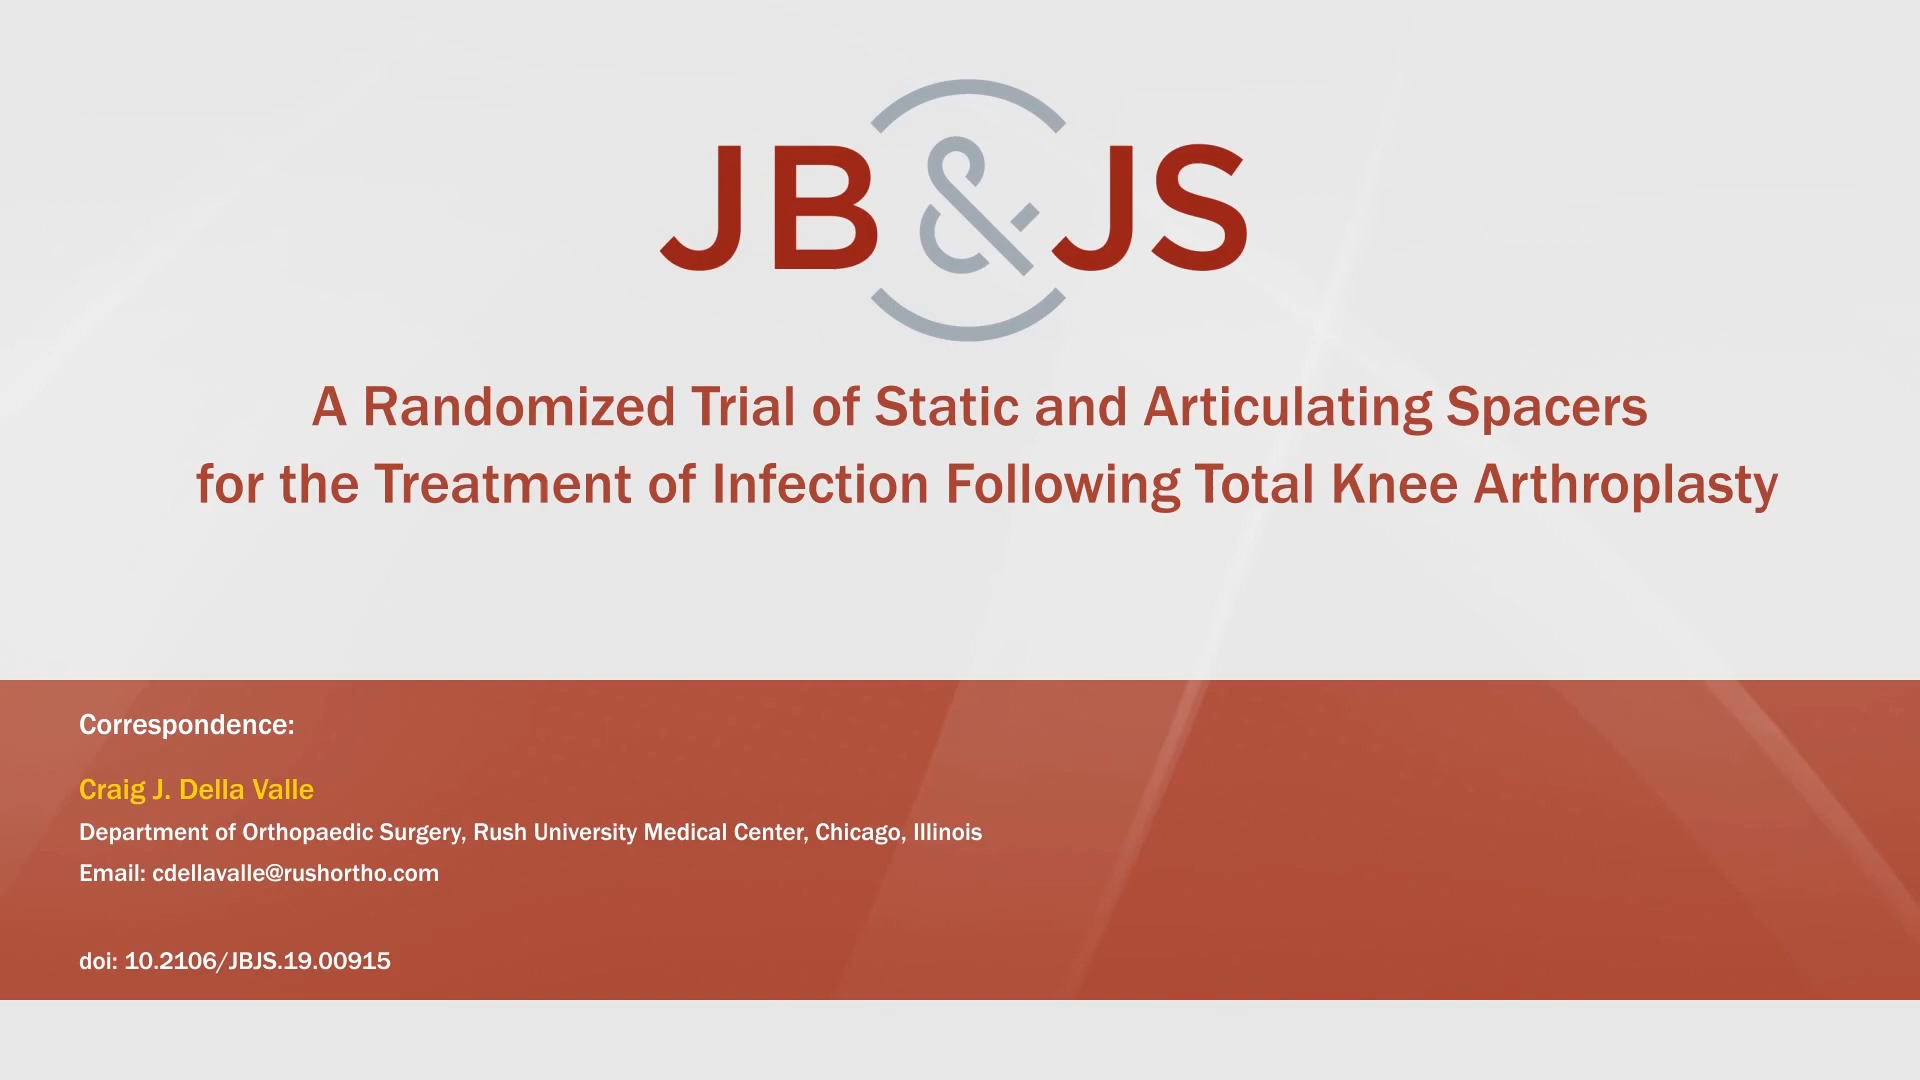 JB&JS
A Randomized Trial of Static and Articulating Spacers
for the Treatment of Infection Following Total Knee Arthroplasty
Correspondence:
Craig J. Della Valle
Department of Orthopaedic Surgery, Rush University Medical Center, Chicago, Illinois
Email: cdellavalle@rushortho.com
doi: 10.2106/JBJS.19.00915